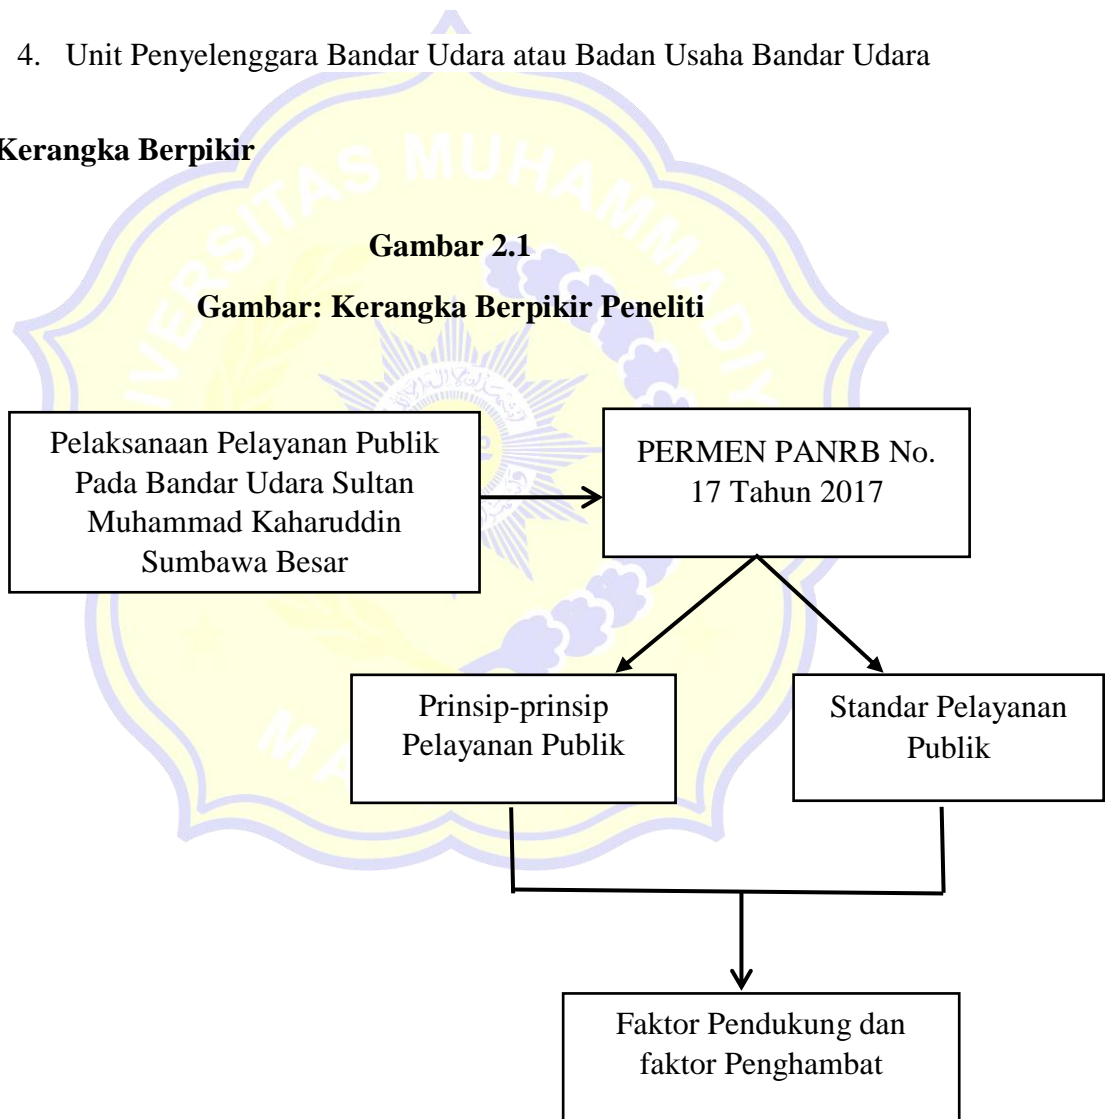 4. Unit Penyelenggara Bandar Udara atau Badan Usaha Bandar Udara
Kerangka Berpikir
Gambar 2.1
Gambar: Kerangka Berpikir Peneliti
Pelaksanaan Pelayanan Publik
Pada Bandar Udara Sultan
Muhammad Kaharuddin
Sumbawa Besar
PERMEN PANRB No.
17 Tahun 2017
Prinsip-prinsip
Pelayanan Publik
Standar Pelayanan
Publik
Faktor Pendukung dan
faktor Penghambat